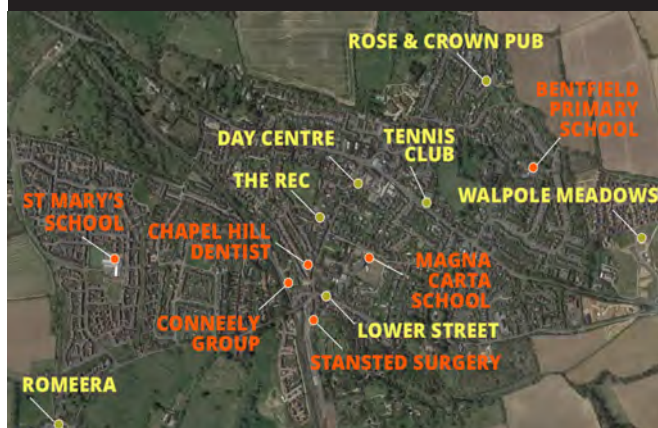 ROSE & CROWN PUB
BENTFIELD
PRIMARY
SCHOOL
DAY CENTRE
TENNIS
CLUB
THE REC
WALPOLE MEADOWS
ST MARY'S
SCHOOL
CHAPEL HILL
DENTIST
MAGNA
CARTA
SCHOOL
CONNEELY
GROUP
LOWER STREET
STANSTED SURGERY
ROMEERA